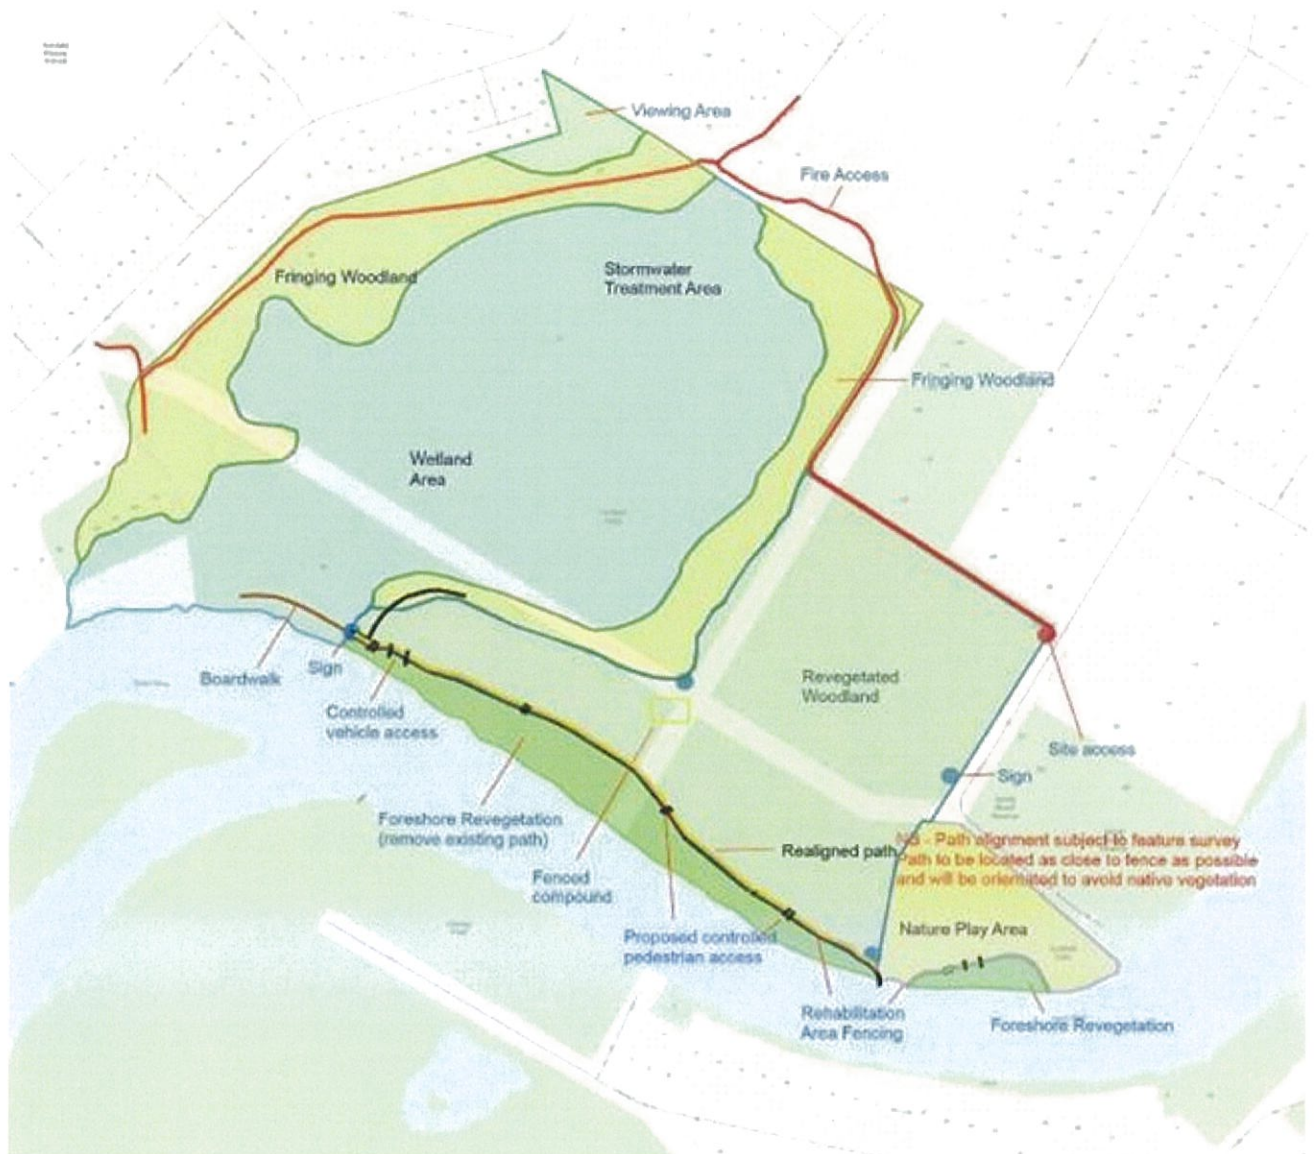 Viewing Area
Fire Access
Stormwater
Treatment Area
Fringing Woodland
Fringing Woodland
Wetland
Area
Revegetated
Woodland
Boardwalk
Sign
Controlled
vehicle access
Site access
Sign
Foreshore Revegetation
(remove existing path)
Path alignment subject to feature survey
Path to be located as close to fence as possible
and will be orientated to avoid native vegetation
Realigned path
Fenced
compound
Nature Play Area
Proposed controlled
pedestrian access
Rehabilitation
Area Fencing
Foreshore Revegetation